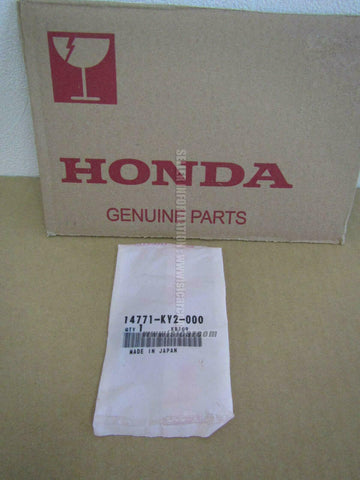 HONDA
GENUINE PARTS
14771-KY2-000
QTY 1
MADE IN JAPAN